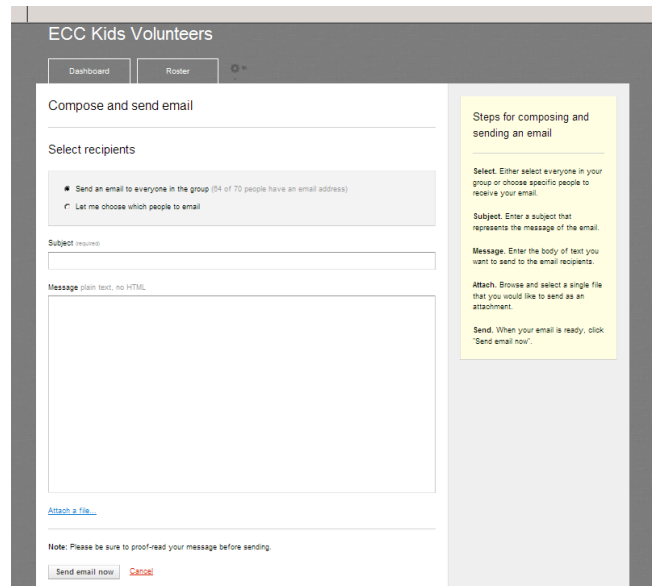 ECC Kids Volunteers
Dashboard
Roster
Compose and send email
Select recipients
Send an email to everyone in the group (64 of 70 people have an email address)
Let me choose which people to email
Subject (required)
Message plain text, no HTML
Attach a file...
Note: Please be sure to proof-read your message before sending.
Send email now
Cancel
Steps for composing and
sending an email
Select. Either select everyone in your
group or choose specific people to
receive your email.
Subject. Enter a subject that
represents the message of the email.
Message. Enter the body of text you
want to send to the email recipients.
Attach. Browse and select a single file
that you would like to send as an
attachment.
Send. When your email is ready, click
"Send email now".